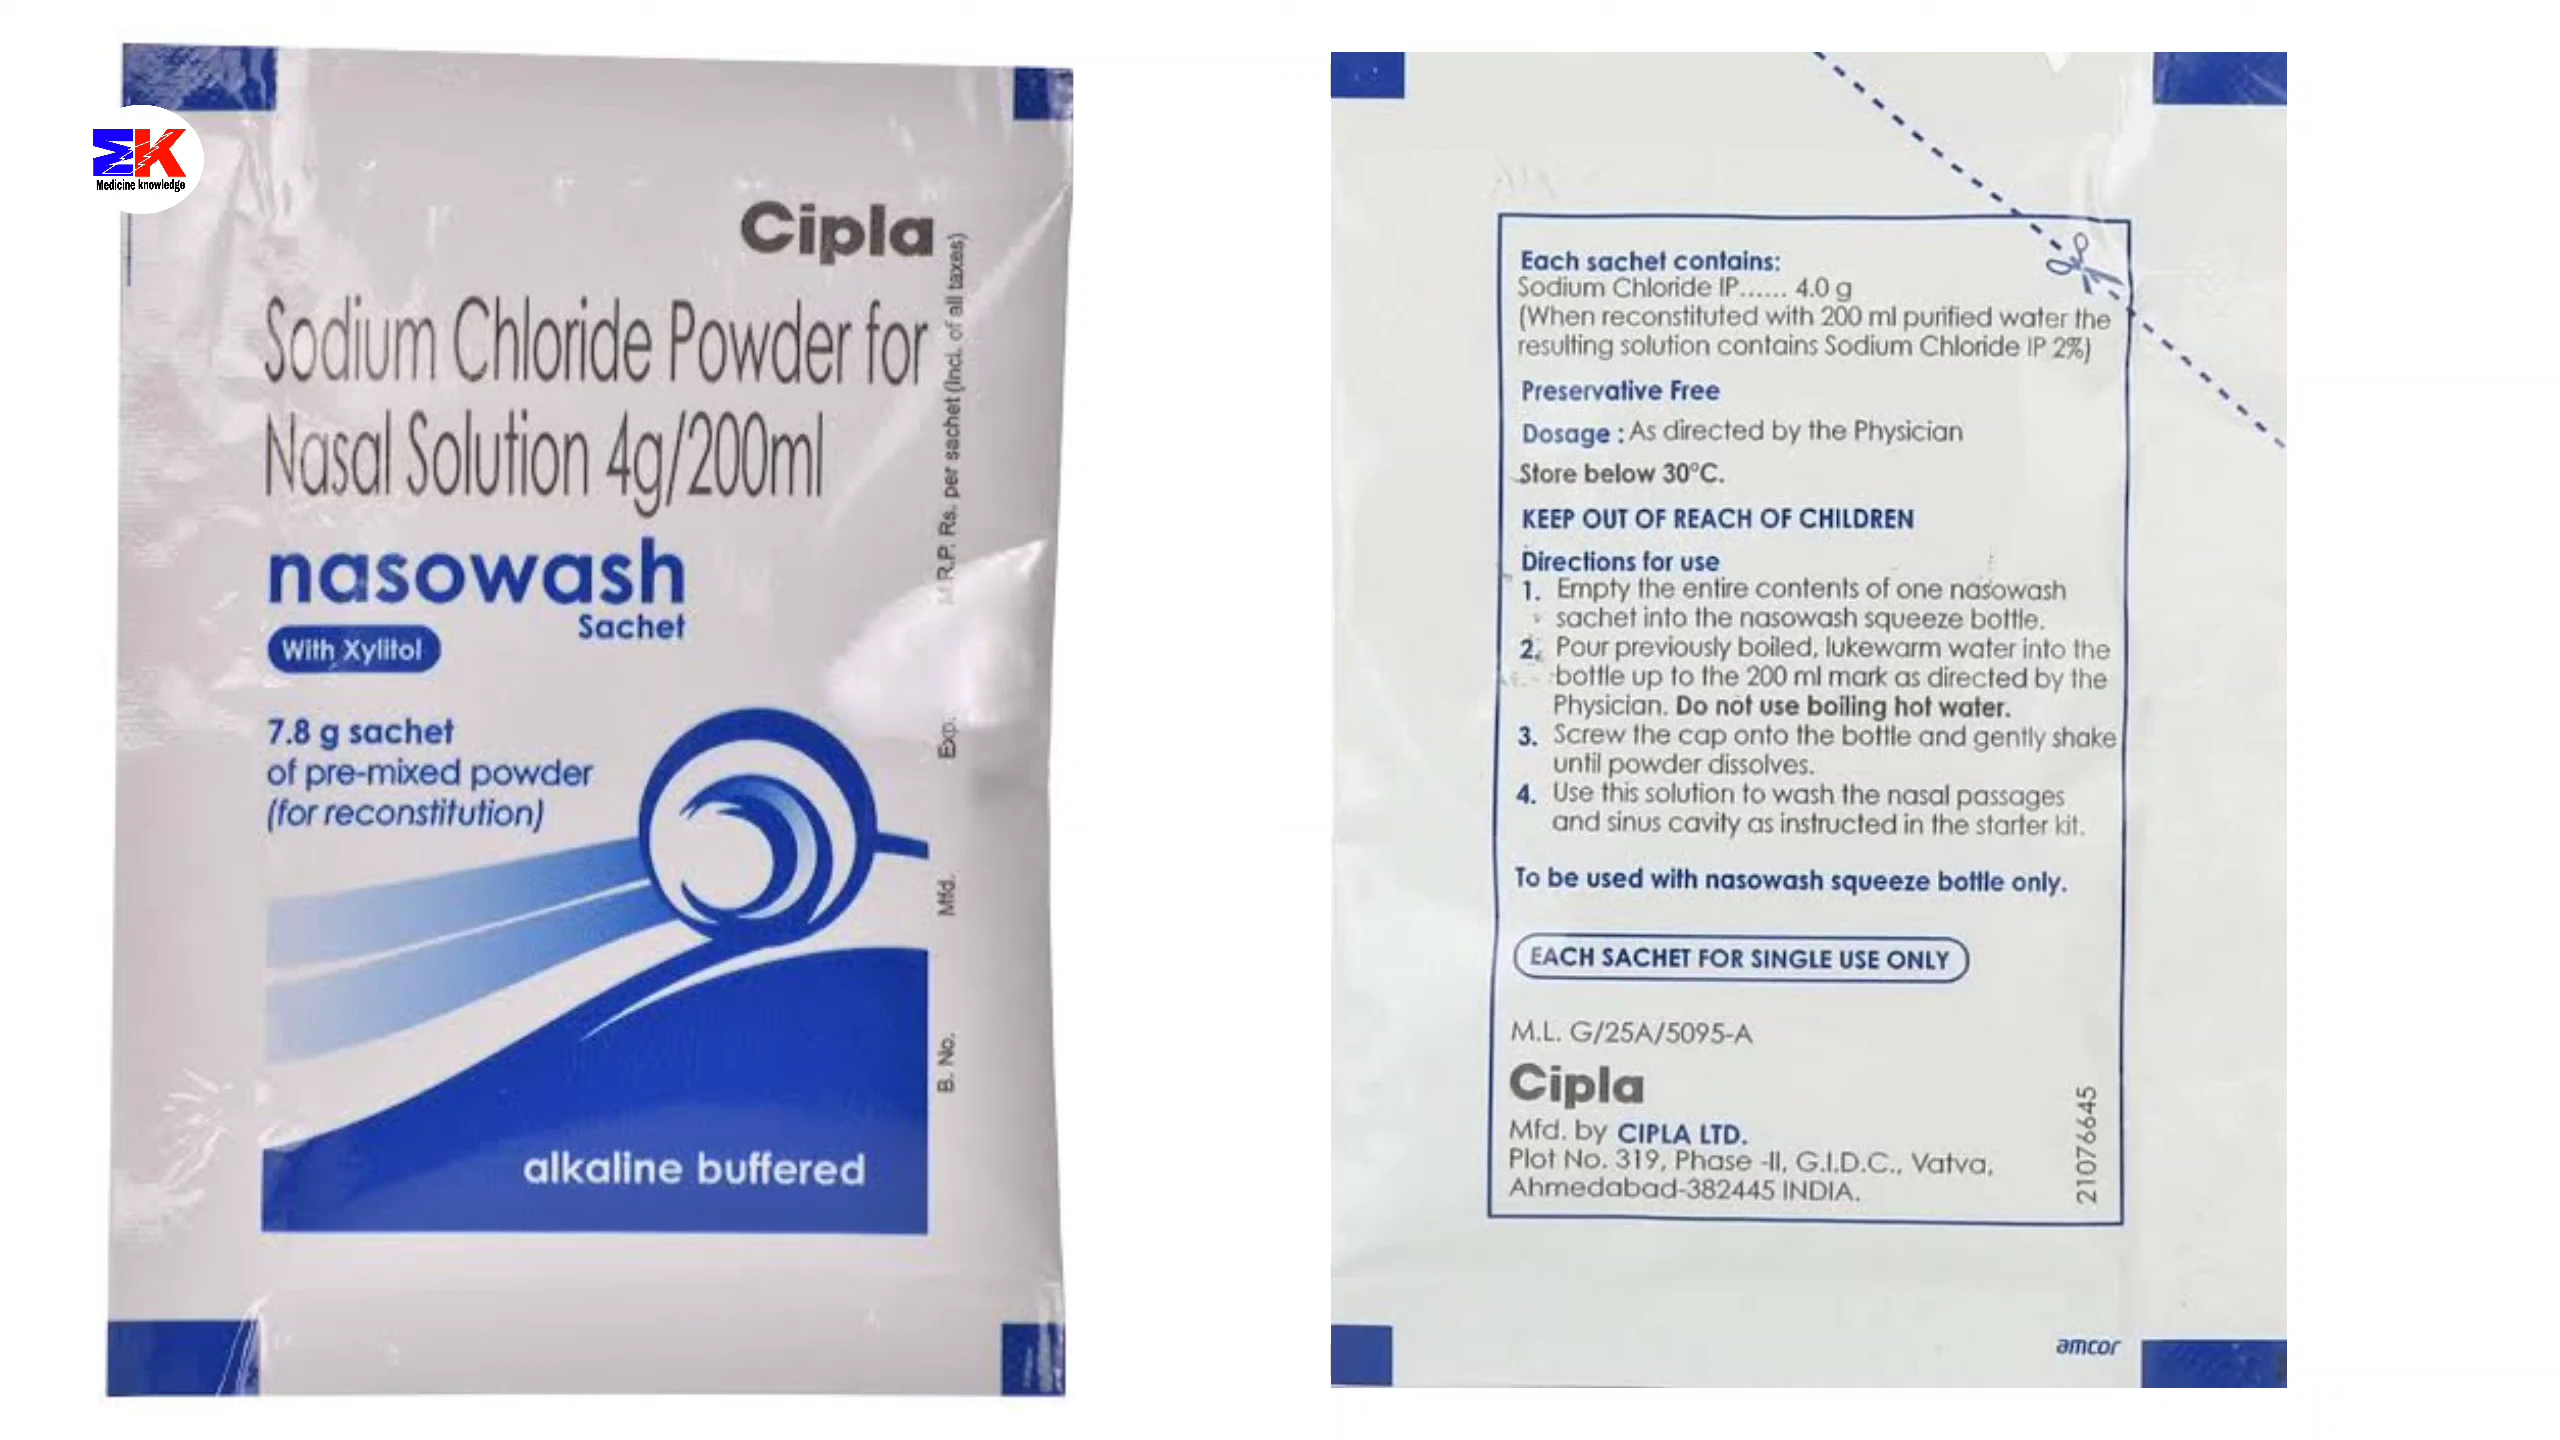 MK
Medicine knowledge
Cipla
Sodium Chloride Powder for
Nasal Solution 4g/200ml
nasowash
Sachet
With Xylitol
7.8 g sachet
of pre-mixed powder
(for reconstitution)
alkaline buffered
B. No.
Mfd.
Exp.
M.R.P. Rs. per sachet (Incl. of all taxes)
Each sachet contains:
Sodium Chloride IP...... 4.0 g
(When reconstituted with 200 ml purified water the
resulting solution contains Sodium Chloride IP 2%)
Preservative Free
Dosage : As directed by the Physician
Store below 30°C.
KEEP OUT OF REACH OF CHILDREN
Directions for use
1. Empty the entire contents of one nasowash
sachet into the nasowash squeeze bottle.
2. Pour previously boiled, lukewarm water into the
bottle up to the 200 ml mark as directed by the
Physician. Do not use boiling hot water.
3. Screw the cap onto the bottle and gently shake
until powder dissolves.
4. Use this solution to wash the nasal passages
and sinus cavity as instructed in the starter kit.
To be used with nasowash squeeze bottle only.
EACH SACHET FOR SINGLE USE ONLY
M.L. G/25A/5095-A
Cipla
Mfd. by CIPLA LTD.
Plot No. 319, Phase -II, G.I.D.C., Vatva,
Ahmedabad-382445 INDIA.
21076645
amcor